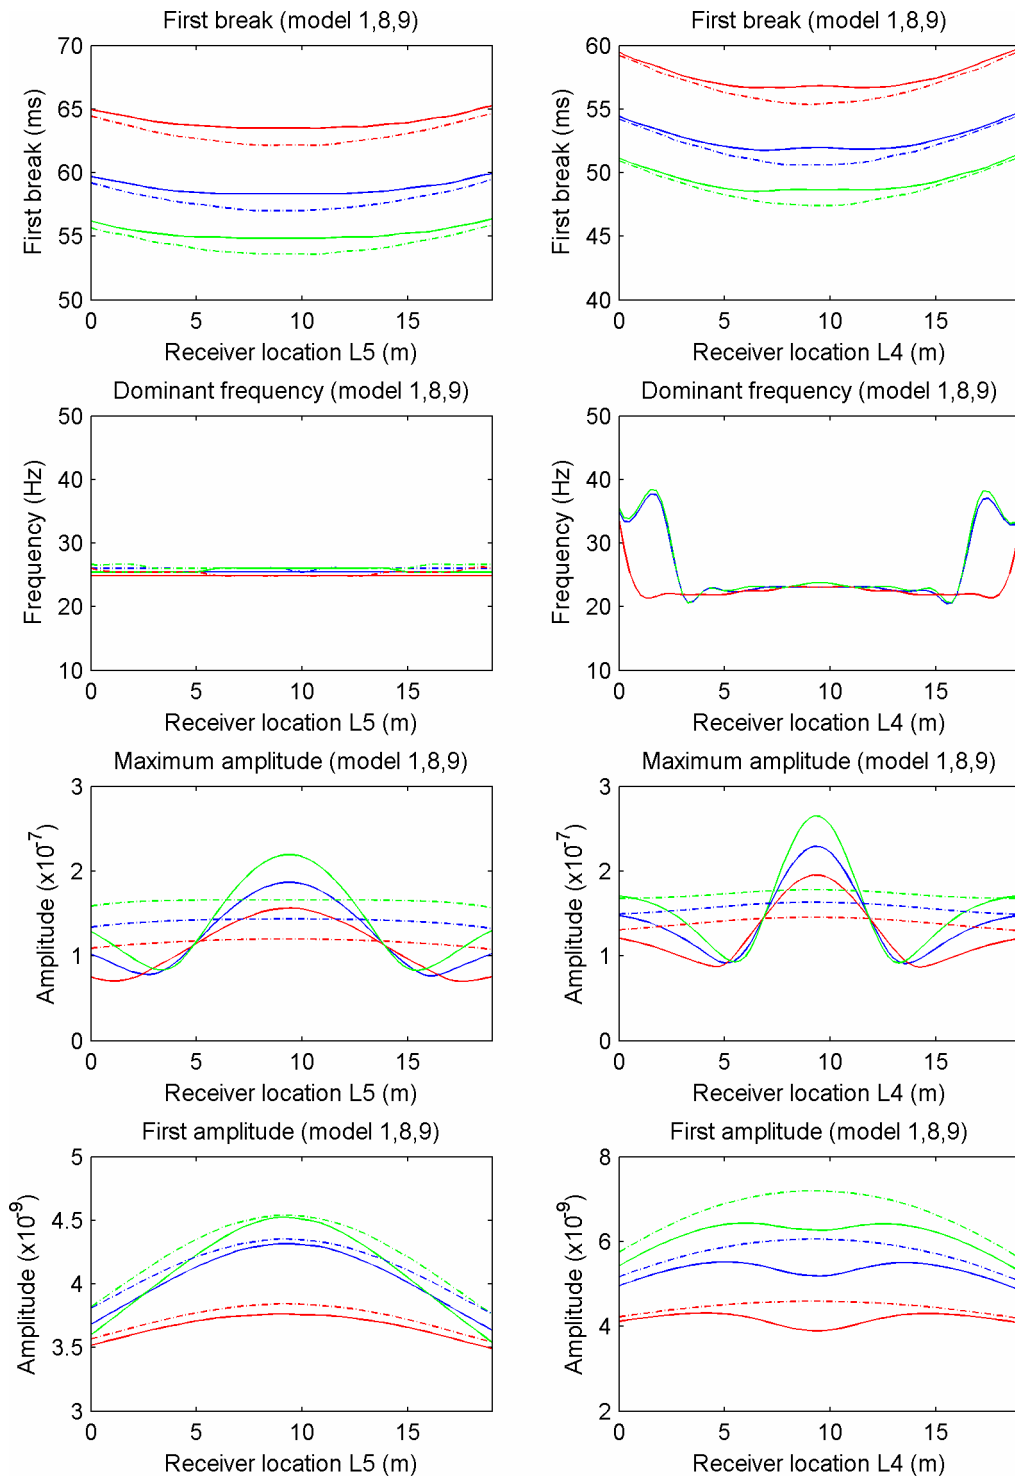 First break (model 1,8,9)
70
65
60
55
50
First break (ms)
0 5 10 15
Receiver location L5 (m)
First break (model 1,8,9)
60
55
50
45
40
First break (ms)
0 5 10 15
Receiver location L4 (m)
Dominant frequency (model 1,8,9)
50
40
30
20
10
Frequency (Hz)
0 5 10 15
Receiver location L5 (m)
Dominant frequency (model 1,8,9)
50
40
30
20
10
Frequency (Hz)
0 5 10 15
Receiver location L4 (m)
Maximum amplitude (model 1,8,9)
3
2
1
0
Amplitude (x10⁻⁷)
0 5 10 15
Receiver location L5 (m)
Maximum amplitude (model 1,8,9)
3
2
1
0
Amplitude (x10⁻⁷)
0 5 10 15
Receiver location L4 (m)
First amplitude (model 1,8,9)
5
4.5
4
3.5
3
Amplitude (x10⁻⁹)
0 5 10 15
Receiver location L5 (m)
First amplitude (model 1,8,9)
8
6
4
2
Amplitude (x10⁻⁹)
0 5 10 15
Receiver location L4 (m)